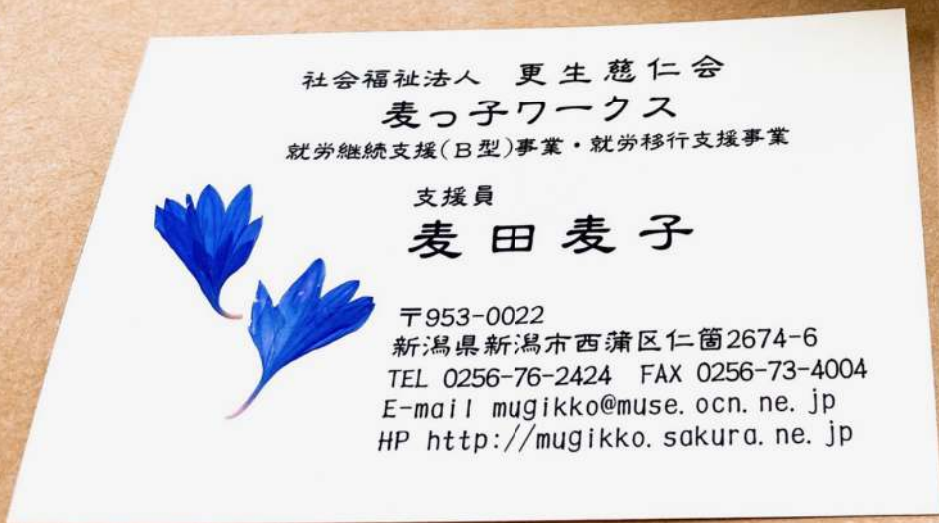 社会福祉法人 更生慈仁会
麦っ子ワークス
就労継続支援(B型)事業・就労移行支援事業
支援員
麦田麦子
〒953-0022
新潟県新潟市西蒲区仁箇2674-6
TEL 0256-76-2424 FAX 0256-73-4004
E-mail mugikko@muse.ocn.ne.jp
HP http://mugikko.sakura.ne.jp